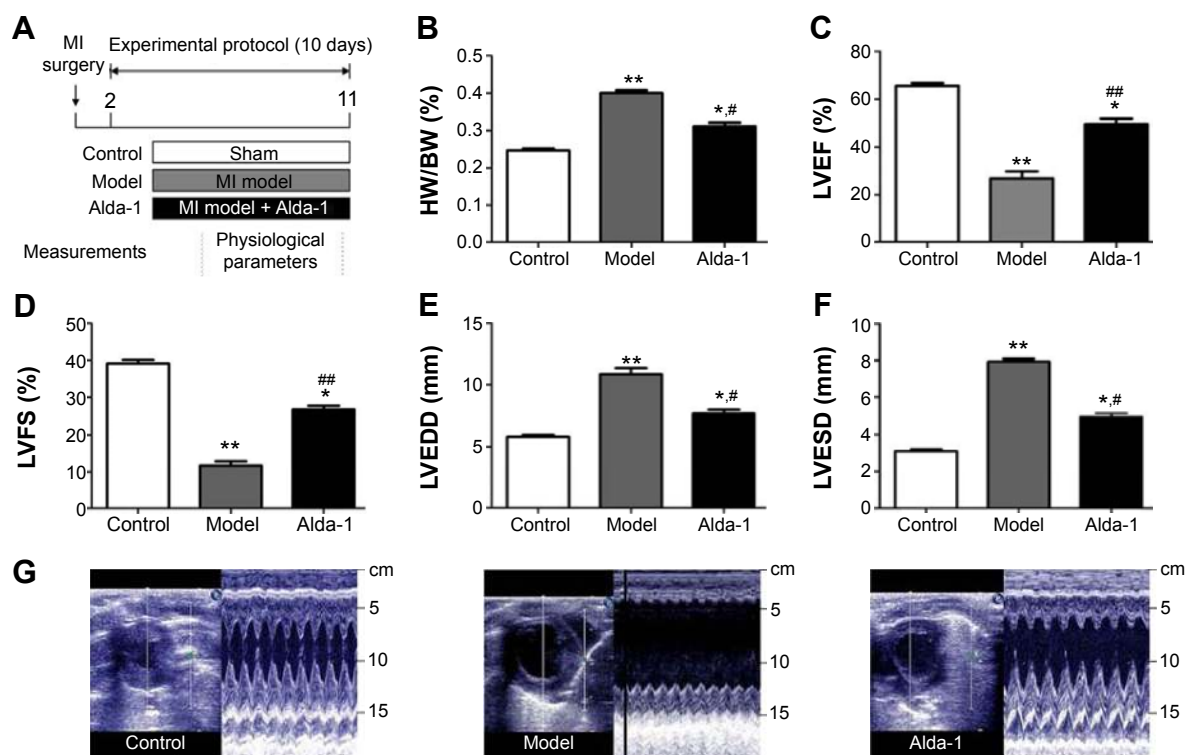 A
MI
surgery
Experimental protocol (10 days)
2
11
Control
Sham
Model
MI model
Alda-1
MI model + Alda-1
Measurements
Physiological
parameters
B
HW/BW (%)
0.5
0.4
0.3
0.2
0.1
0.0
**
*,#
Control Model Alda-1
C
LVEF (%)
80
60
40
20
0
**
##
*
Control Model Alda-1
D
LVFS (%)
50
40
30
20
10
0
**
##
*
Control Model Alda-1
E
LVEDD (mm)
15
10
5
0
**
*,#
Control Model Alda-1
F
LVESD (mm)
10
8
6
4
2
0
**
*,#
Control Model Alda-1
G
Control
cm
5
10
15
Model
cm
5
10
15
Alda-1
cm
5
10
15